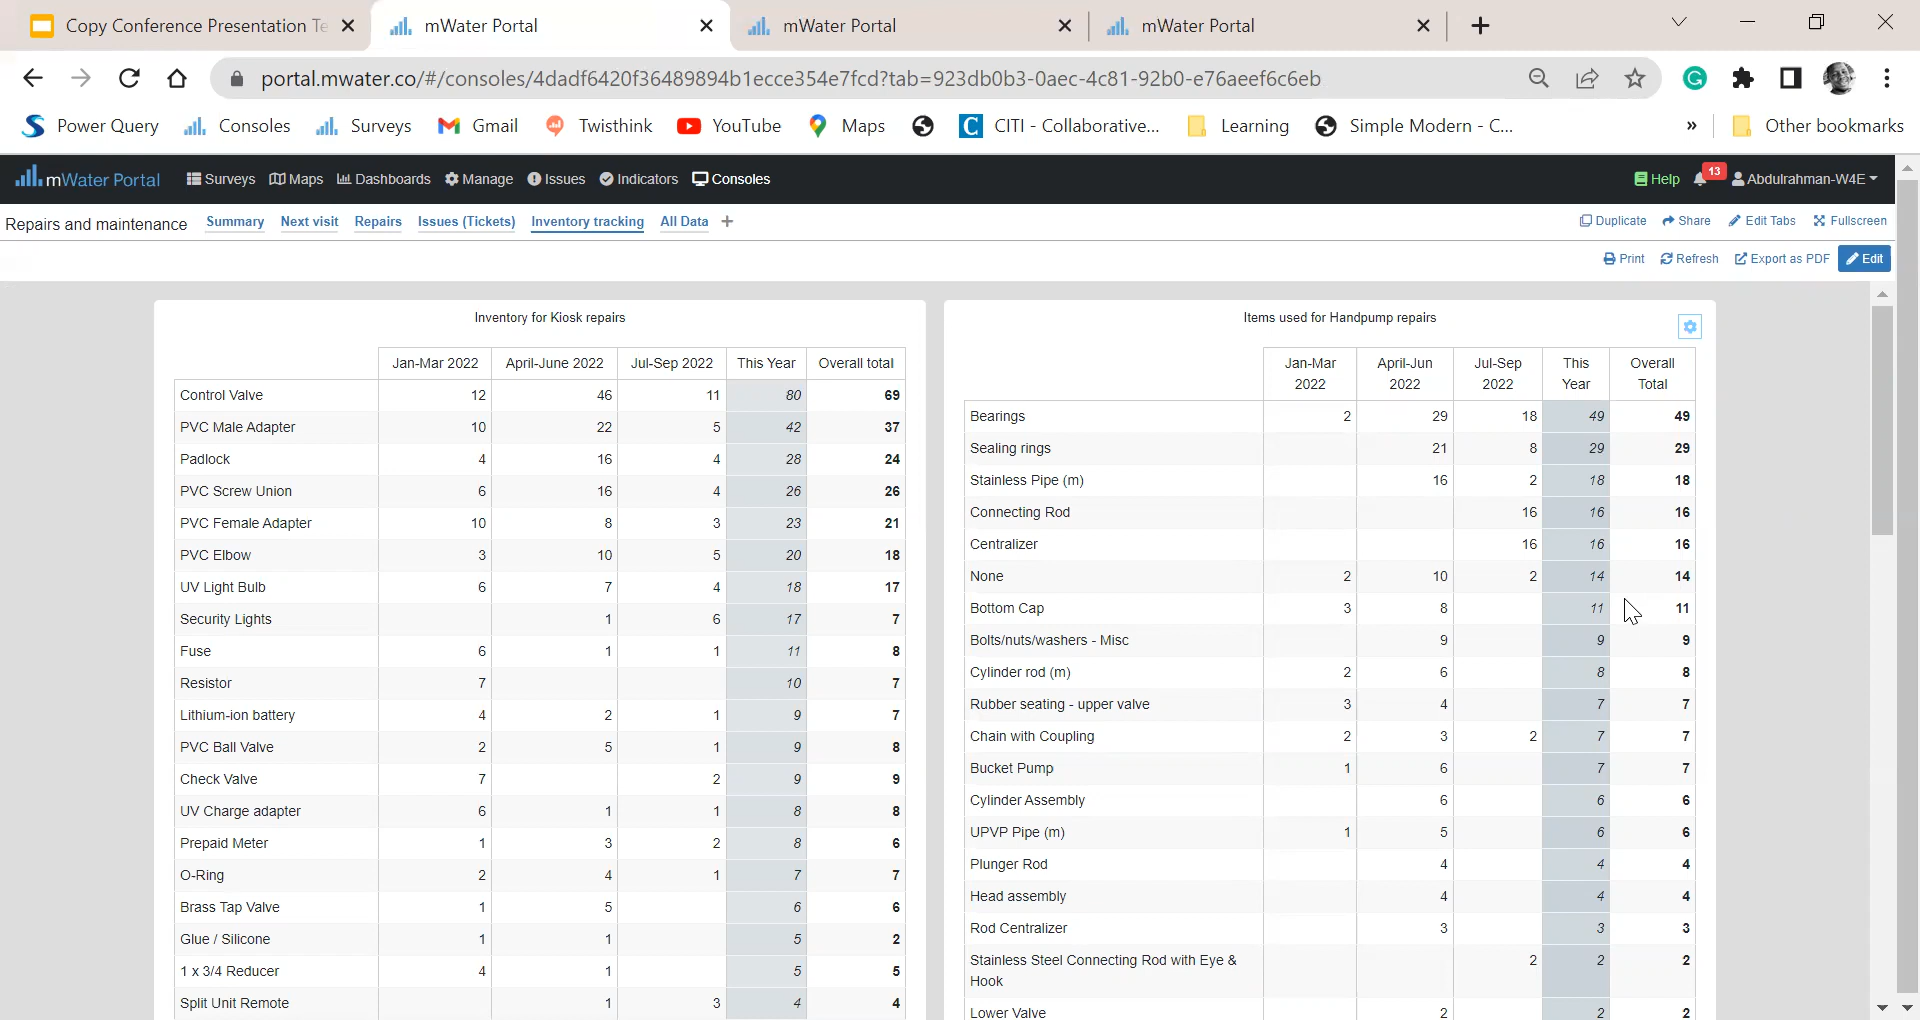 Copy Conference Presentation Te
mWater Portal
mWater Portal
mWater Portal
portal.mwater.co/#/consoles/4dadf6420f36489894b1ecce354e7fcd?tab=923db0b3-0aec-4c81-92b0-e76aeef6c6eb
Power Query Consoles Surveys Gmail Twisthink YouTube Maps CITI - Collaborative... Learning Simple Modern - C... » Other bookmarks
mWater Portal Surveys Maps Dashboards Manage Issues Indicators Consoles Help 13 Abdulrahman-W4E
Repairs and maintenance Summary Next visit Repairs Issues (Tickets) Inventory tracking All Data + Duplicate Share Edit Tabs Fullscreen
Print Refresh Export as PDF Edit
Inventory for Kiosk repairs
Jan-Mar 2022 April-June 2022 Jul-Sep 2022 This Year Overall total
Control Valve 12 46 11 80 69
PVC Male Adapter 10 22 5 42 37
Padlock 4 16 4 28 24
PVC Screw Union 6 16 4 26 26
PVC Female Adapter 10 8 3 23 21
PVC Elbow 3 10 5 20 18
UV Light Bulb 6 7 4 18 17
Security Lights 1 6 17 7
Fuse 6 1 1 11 8
Resistor 7 10 7
Lithium-ion battery 4 2 1 9 7
PVC Ball Valve 2 5 1 9 8
Check Valve 7 2 9 9
UV Charge adapter 6 1 1 8 8
Prepaid Meter 1 3 2 8 6
O-Ring 2 4 1 7 7
Brass Tap Valve 1 5 6 6
Glue / Silicone 1 1 5 2
1 x 3/4 Reducer 4 1 5 5
Split Unit Remote 1 3 4 4
Items used for Handpump repairs
Jan-Mar 2022 April-Jun 2022 Jul-Sep 2022 This Year Overall Total
Bearings 2 29 18 49 49
Sealing rings 21 8 29 29
Stainless Pipe (m) 16 2 18 18
Connecting Rod 16 16 16
Centralizer 16 16 16
None 2 10 2 14 14
Bottom Cap 3 8 11 11
Bolts/nuts/washers - Misc 9 9 9
Cylinder rod (m) 2 6 8 8
Rubber seating - upper valve 3 4 7 7
Chain with Coupling 2 3 2 7 7
Bucket Pump 1 6 7 7
Cylinder Assembly 6 6 6
UPVP Pipe (m) 1 5 6 6
Plunger Rod 4 4 4
Head assembly 4 4 4
Rod Centralizer 3 3 3
Stainless Steel Connecting Rod with Eye & 2 2 2
Hook
Lower Valve 2 2 2